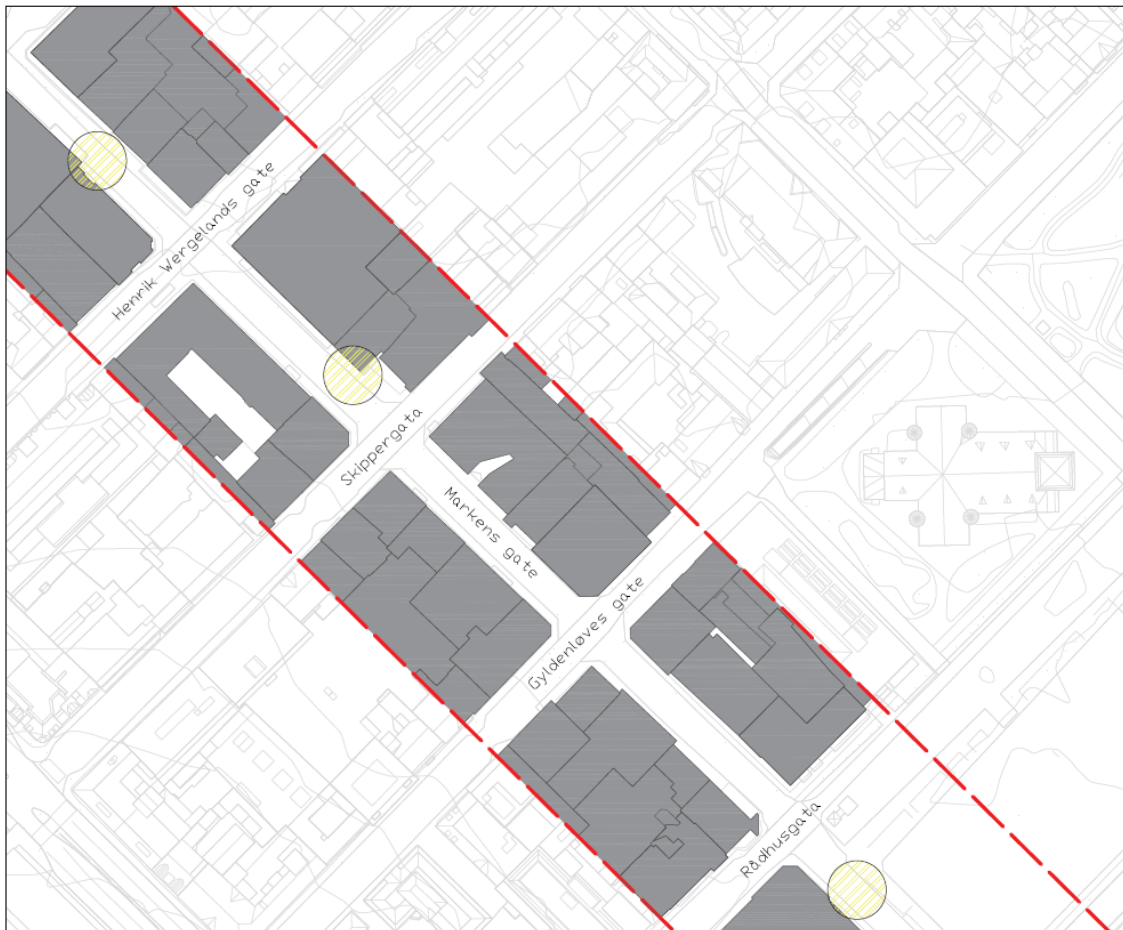 Henrik Wergelands gate
Skippergata
Markens gate
Gyldenløves gate
Rådhusgata